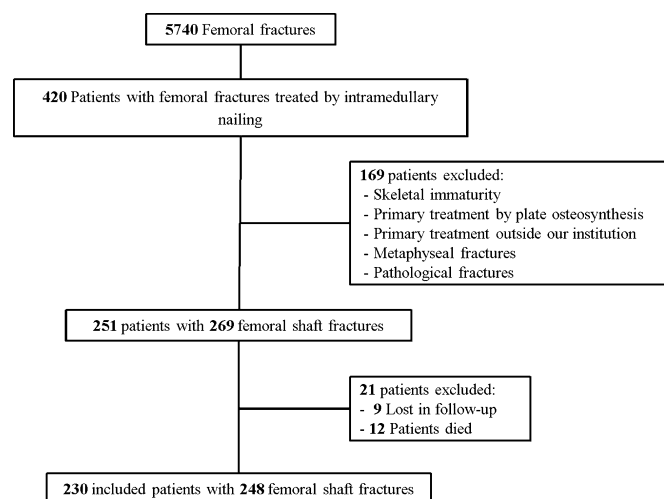 5740 Femoral fractures
420 Patients with femoral fractures treated by intramedullary
nailing
169 patients excluded:
- Skeletal immaturity
- Primary treatment by plate osteosynthesis
- Primary treatment outside our institution
- Metaphyseal fractures
- Pathological fractures
251 patients with 269 femoral shaft fractures
21 patients excluded:
- 9 Lost in follow-up
- 12 Patients died
230 included patients with 248 femoral shaft fractures